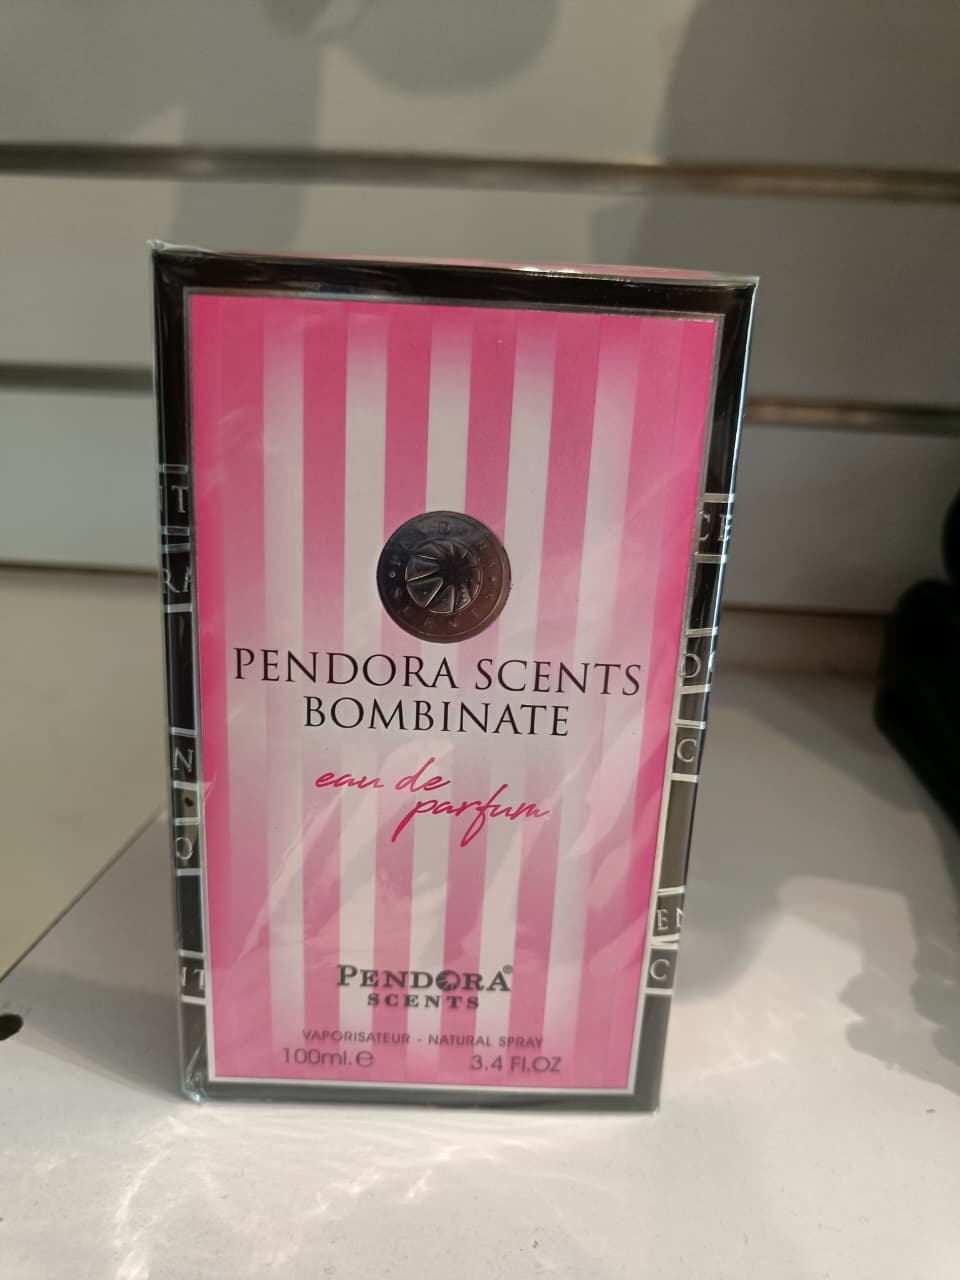 PENDORA SCENTS
BOMBINATE
eau de
parfum
PENDORA®
SCENTS
VAPORISATEUR - NATURAL SPRAY
100ml.e 3.4 Fl.OZ